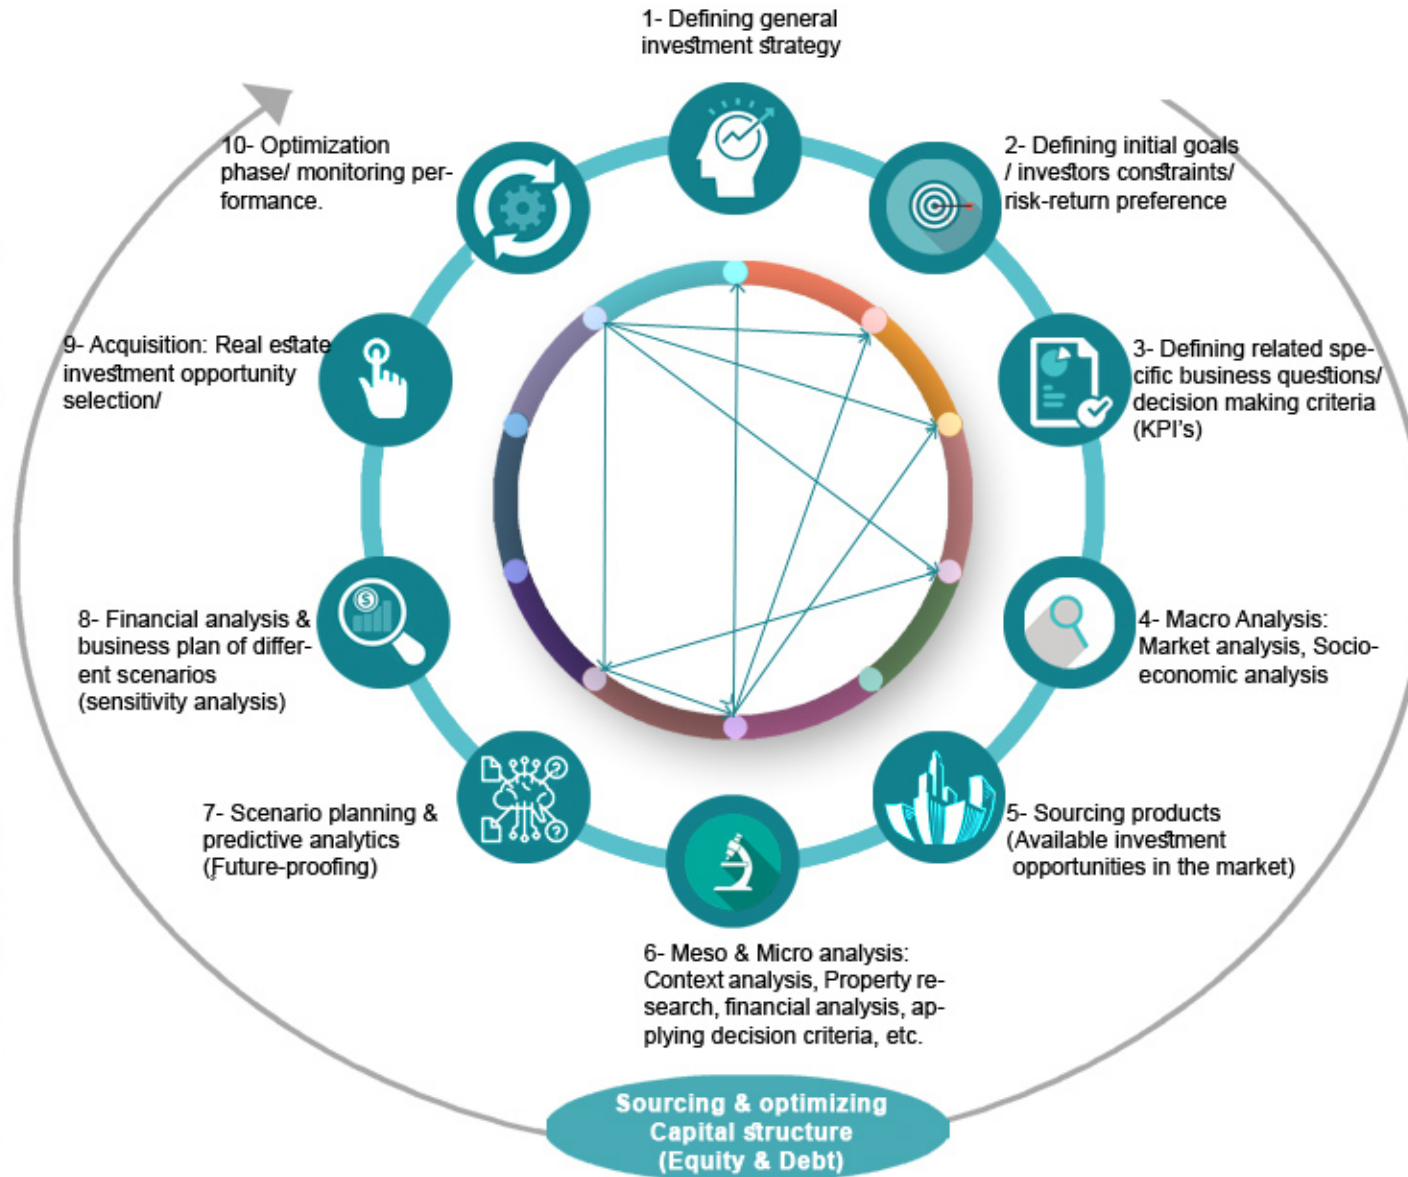 1- Defining general
investment strategy
2- Defining initial goals
/ investors constraints/
risk-return preference
3- Defining related spe-
cific business questions/
decision making criteria
(KPI's)
4- Macro Analysis:
Market analysis, Socio-
economic analysis
5- Sourcing products
(Available investment
opportunities in the market)
6- Meso & Micro analysis:
Context analysis, Property re-
search, financial analysis, ap-
plying decision criteria, etc.
7- Scenario planning &
predictive analytics
(Future-proofing)
8- Financial analysis &
business plan of differ-
ent scenarios
(sensitivity analysis)
9- Acquisition: Real estate
investment opportunity
selection/
10- Optimization
phase/ monitoring per-
formance.
Sourcing & optimizing
Capital structure
(Equity & Debt)